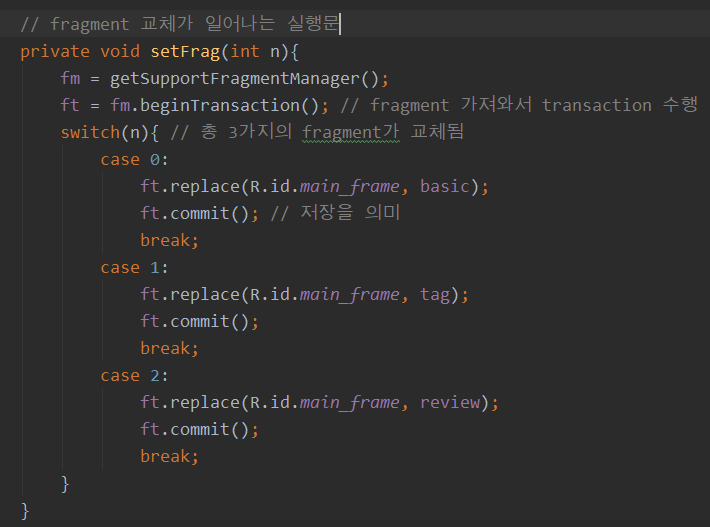 // fragment 교체가 일어나는 실행문
private void setFrag(int n){
    fm = getSupportFragmentManager();
    ft = fm.beginTransaction(); // fragment 가져와서 transaction 수행
    switch(n){ // 총 3가지의 fragment가 교체됨
        case 0:
            ft.replace(R.id.main_frame, basic);
            ft.commit(); // 저장을 의미
            break;
        case 1:
            ft.replace(R.id.main_frame, tag);
            ft.commit();
            break;
        case 2:
            ft.replace(R.id.main_frame, review);
            ft.commit();
            break;
    }
}